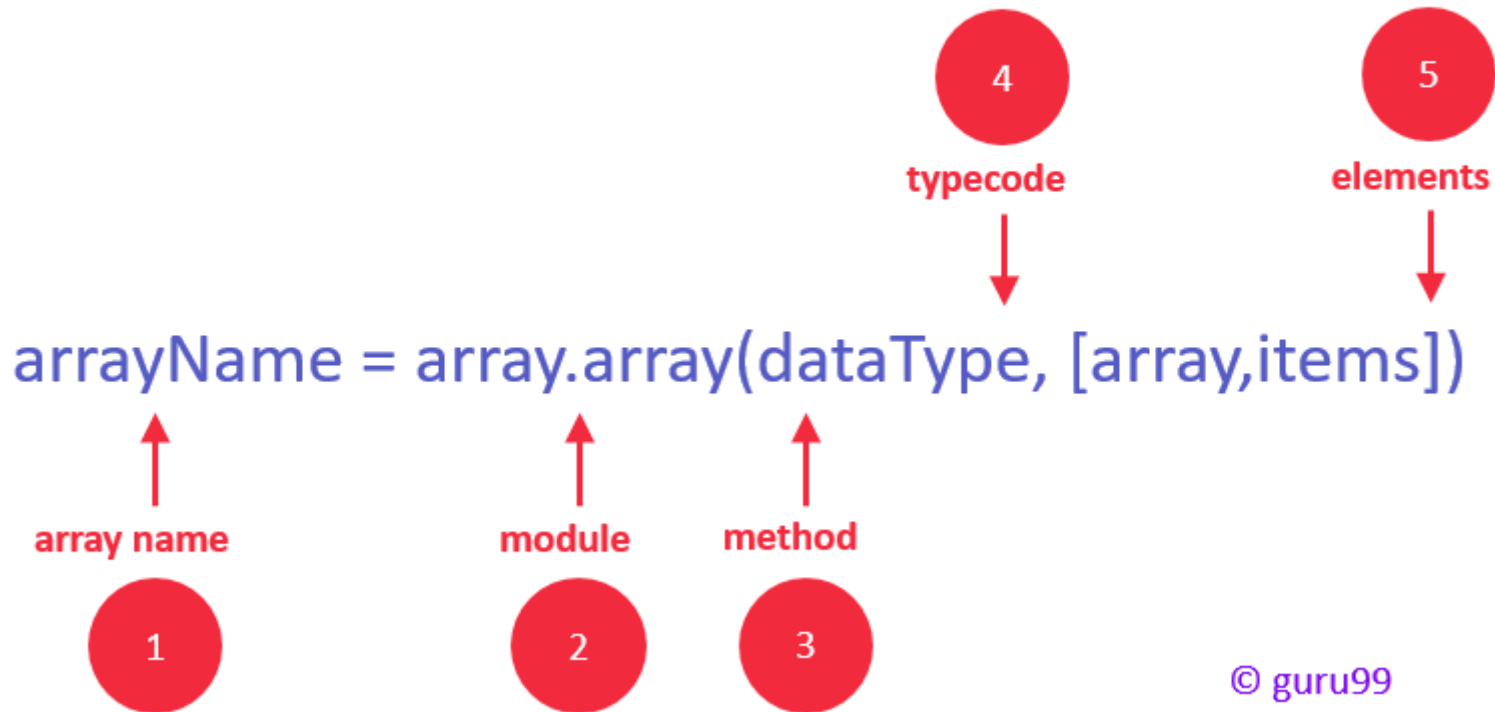 4 5
typecode elements
arrayName = array.array(dataType, [array,items])
array name module method
1 2 3
© guru99